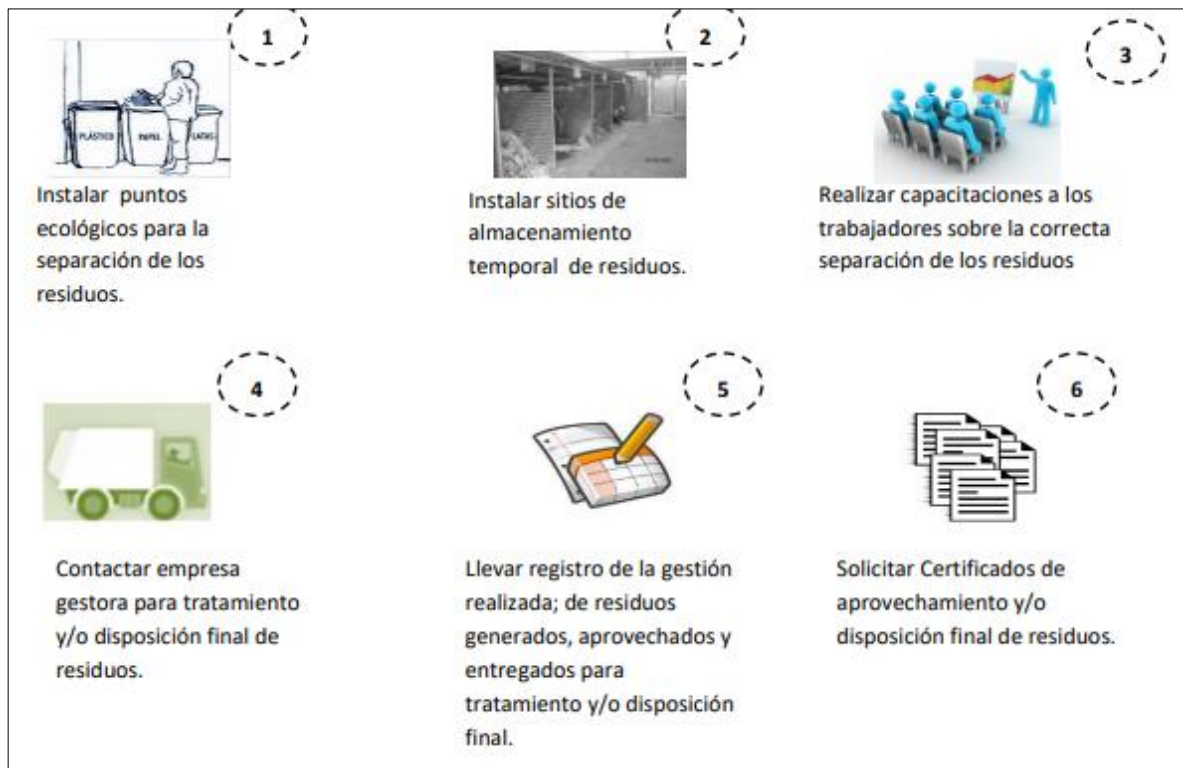 1
PLÁSTICO PAPEL LATAS
Instalar puntos
ecológicos para la
separación de los
residuos.
2
Instalar sitios de
almacenamiento
temporal de residuos.
3
Realizar capacitaciones a los
trabajadores sobre la correcta
separación de los residuos
4
Contactar empresa
gestora para tratamiento
y/o disposición final de
residuos.
5
Llevar registro de la gestión
realizada; de residuos
generados, aprovechados y
entregados para
tratamiento y/o disposición
final.
6
Solicitar Certificados de
aprovechamiento y/o
disposición final de residuos.